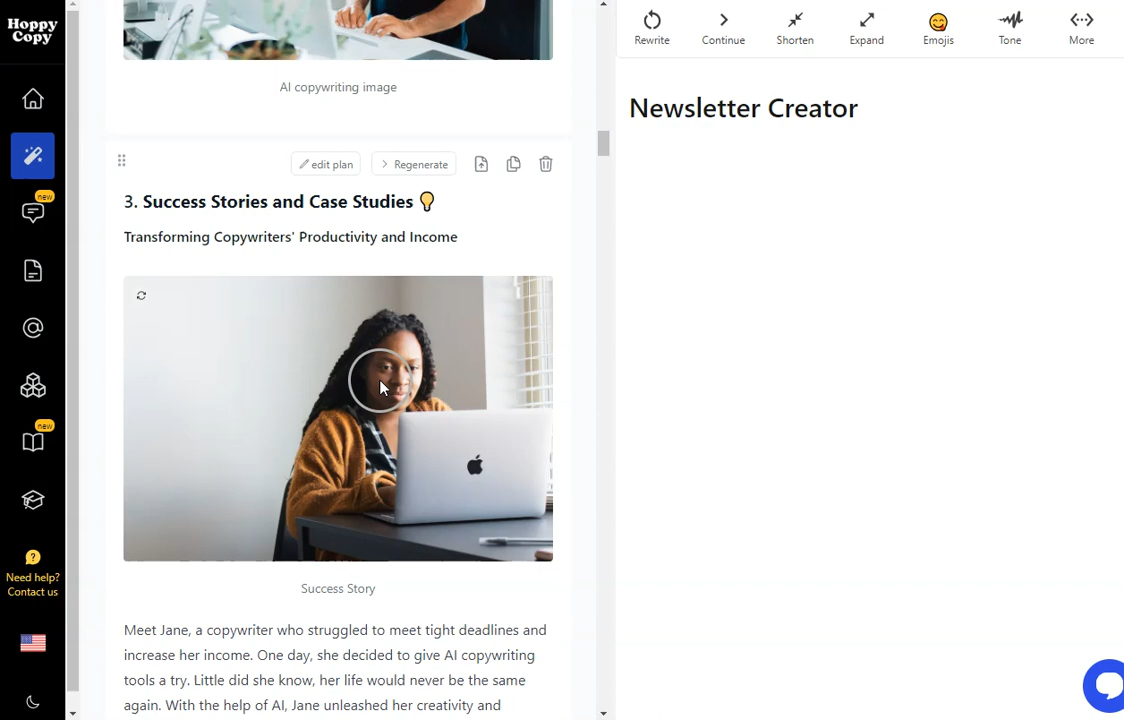 Hoppy
Copy
new
new
Need help?
Contact us
AI copywriting image
edit plan
Regenerate
3. Success Stories and Case Studies
Transforming Copywriters' Productivity and Income
Success Story
Meet Jane, a copywriter who struggled to meet tight deadlines and
increase her income. One day, she decided to give AI copywriting
tools a try. Little did she know, her life would never be the same
again. With the help of AI, Jane unleashed her creativity and
Rewrite
Continue
Shorten
Expand
Emojis
Tone
More
Newsletter Creator